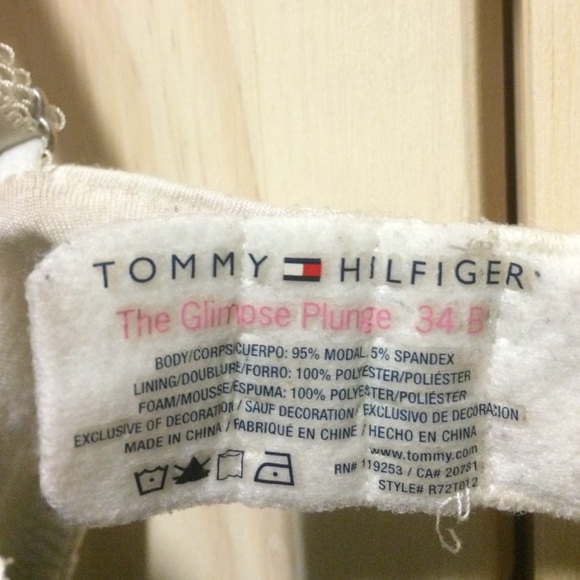 TOMMY HILFIGER
The Glimpse Plunge 34 B
BODY/CORPS/CUERPO: 95% MODAL, 5% SPANDEX
LINING/DOUBLURE/FORRO: 100% POLYESTER/POLIÉSTER
FOAM/MOUSSE/ESPUMA: 100% POLYESTER/POLIÉSTER
EXCLUSIVE OF DECORATION / SAUF DECORATION / EXCLUSIVO DE DECORACION
MADE IN CHINA / FABRIQUÉ EN CHINE / HECHO EN CHINA
www.tommy.com
RN# 119253 / CA# 20781
STYLE# R72T012